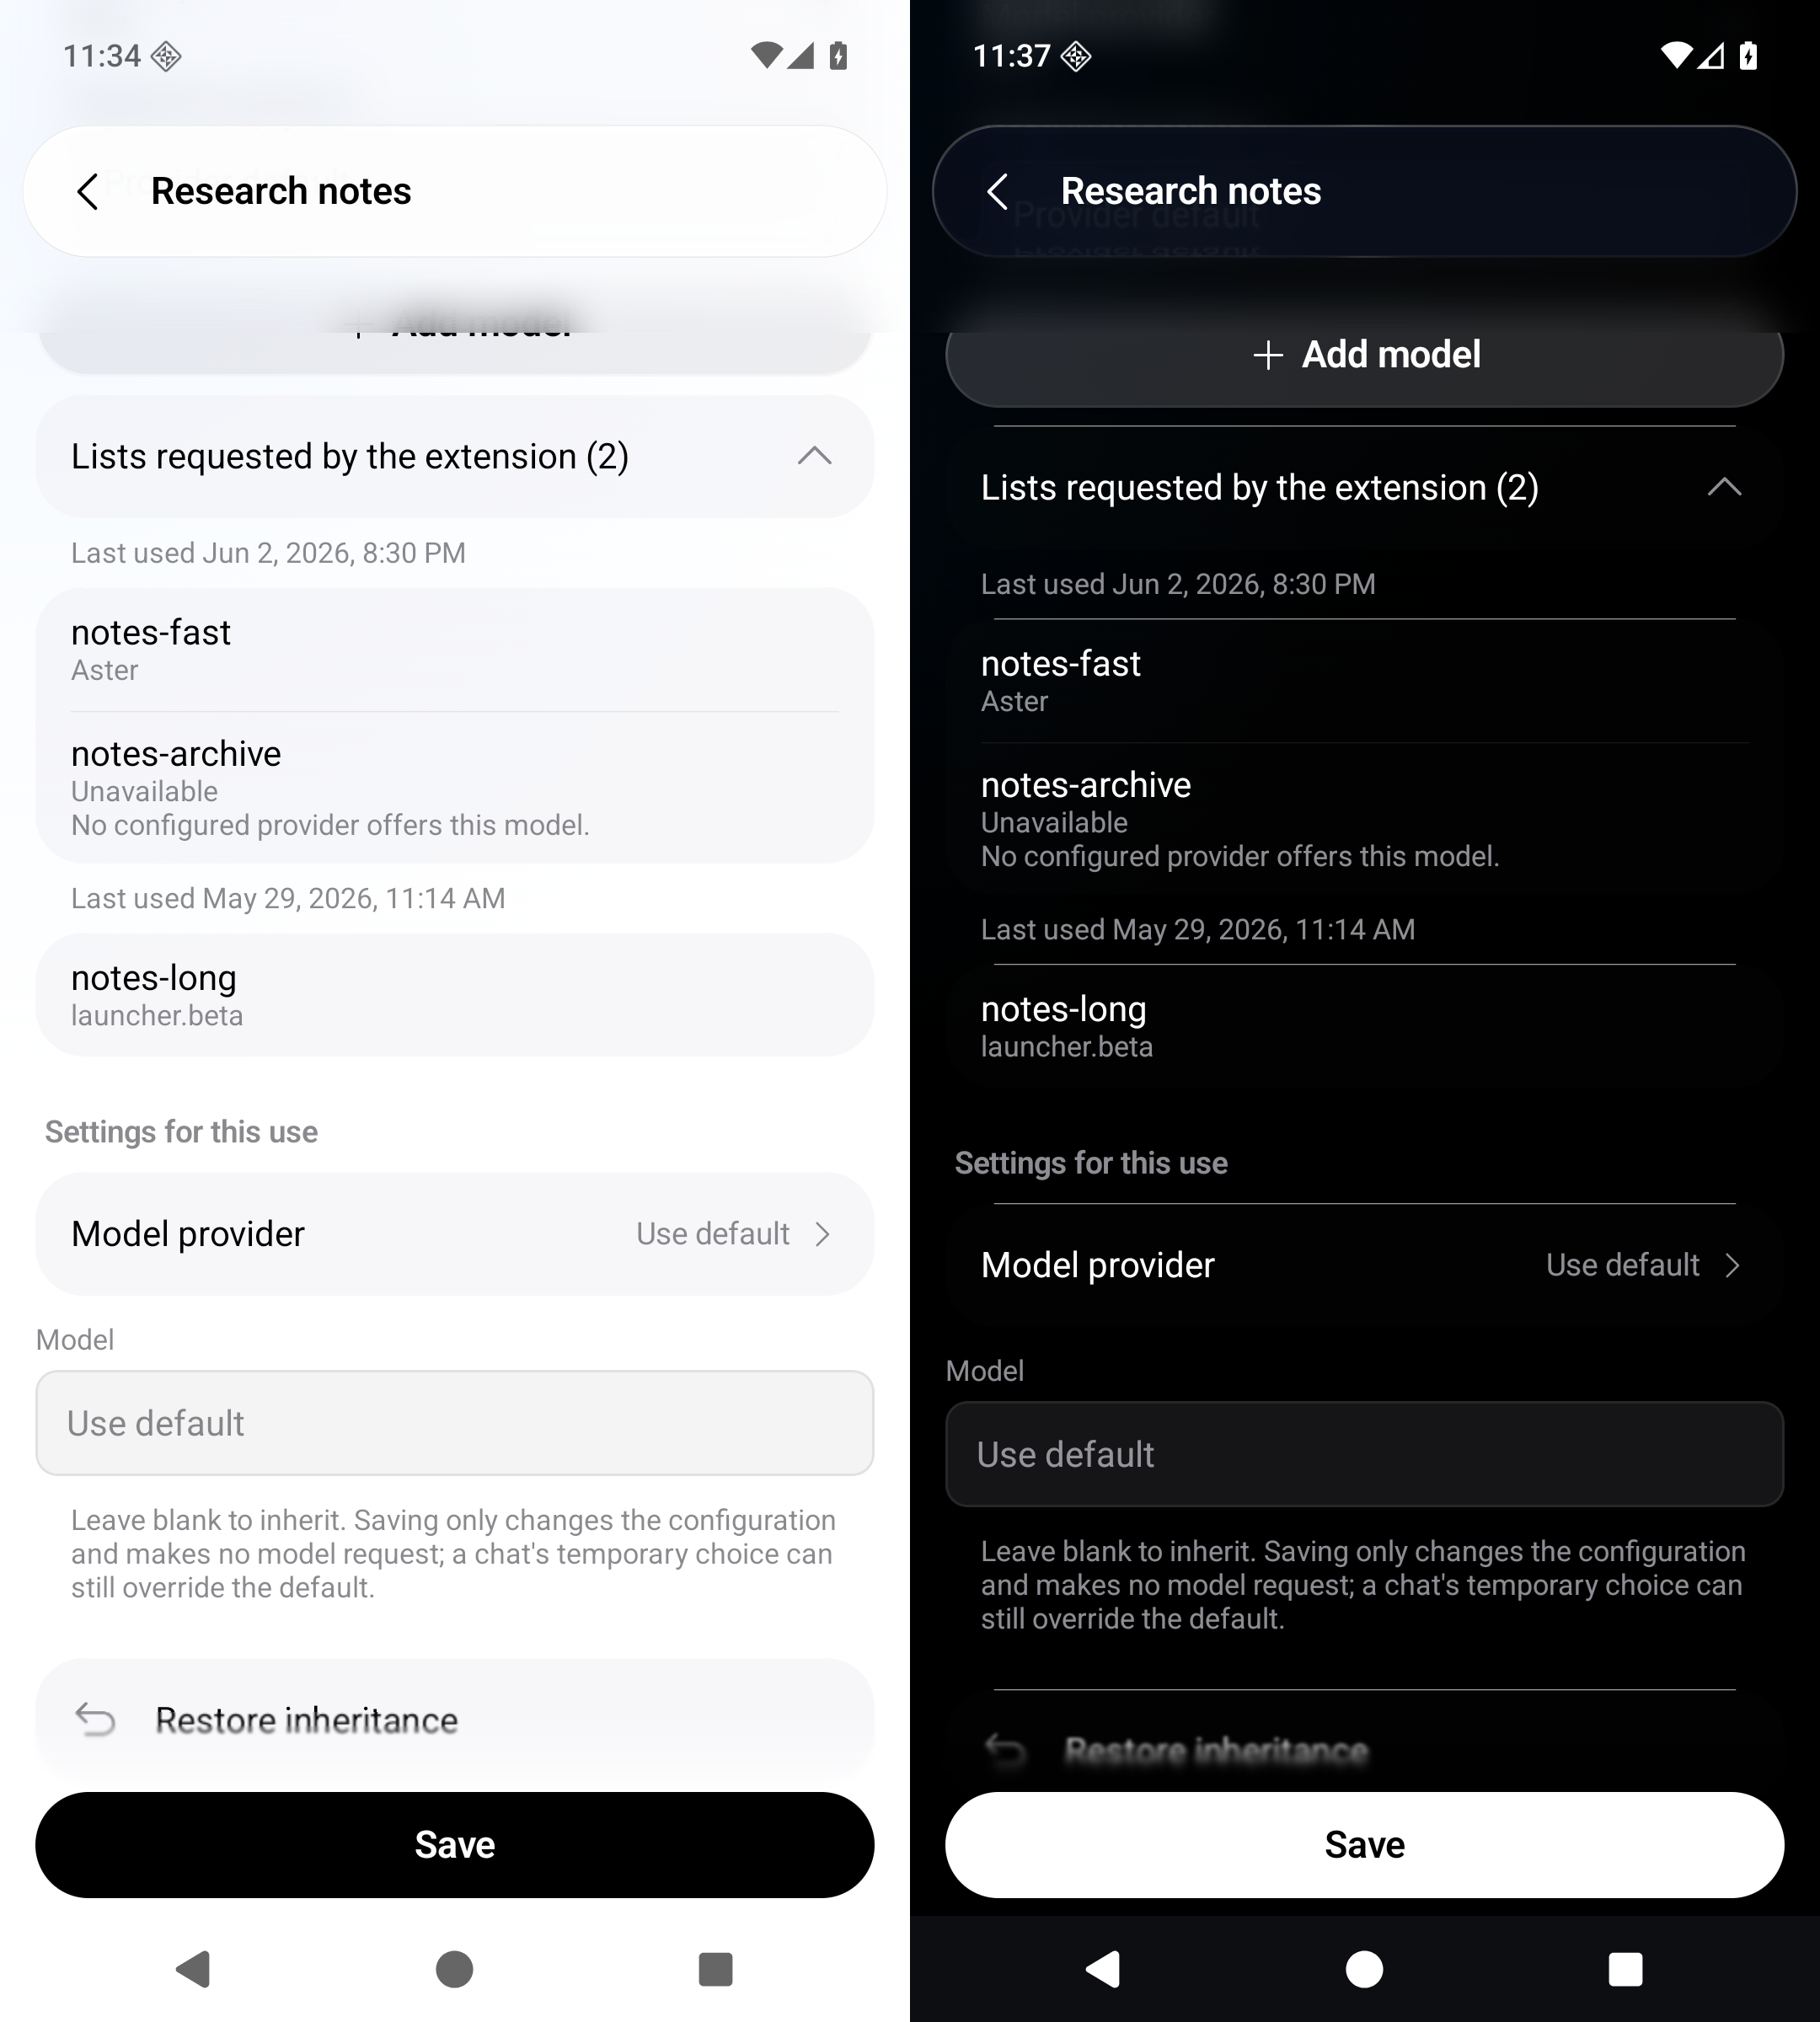 11:34
Research notes
Add model
Lists requested by the extension (2)
Last used Jun 2, 2026, 8:30 PM
notes-fast
Aster
notes-archive
Unavailable
No configured provider offers this model.
Last used May 29, 2026, 11:14 AM
notes-long
launcher.beta
Settings for this use
Model provider
Use default
Model
Use default
Leave blank to inherit. Saving only changes the configuration
and makes no model request; a chat's temporary choice can
still override the default.
Restore inheritance
Save
11:37
Research notes
Provider default
Add model
Lists requested by the extension (2)
Last used Jun 2, 2026, 8:30 PM
notes-fast
Aster
notes-archive
Unavailable
No configured provider offers this model.
Last used May 29, 2026, 11:14 AM
notes-long
launcher.beta
Settings for this use
Model provider
Use default
Model
Use default
Leave blank to inherit. Saving only changes the configuration
and makes no model request; a chat's temporary choice can
still override the default.
Restore inheritance
Save